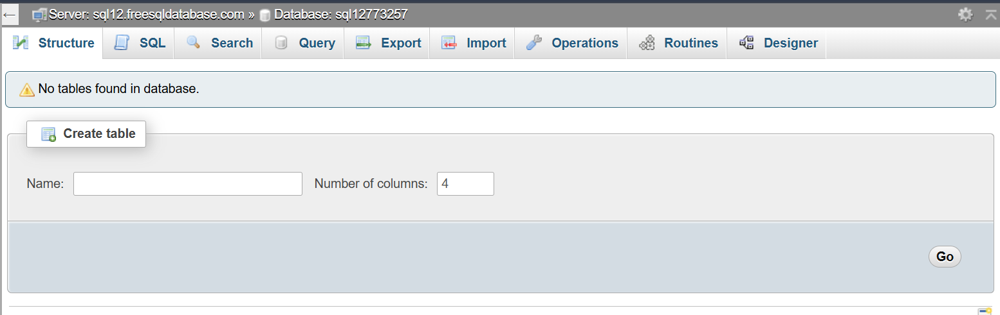 Server: sql12.freesqldatabase.com » Database: sql12773257
Structure SQL Search Query Export Import Operations Routines Designer
No tables found in database.
Create table
Name: Number of columns: 4
Go